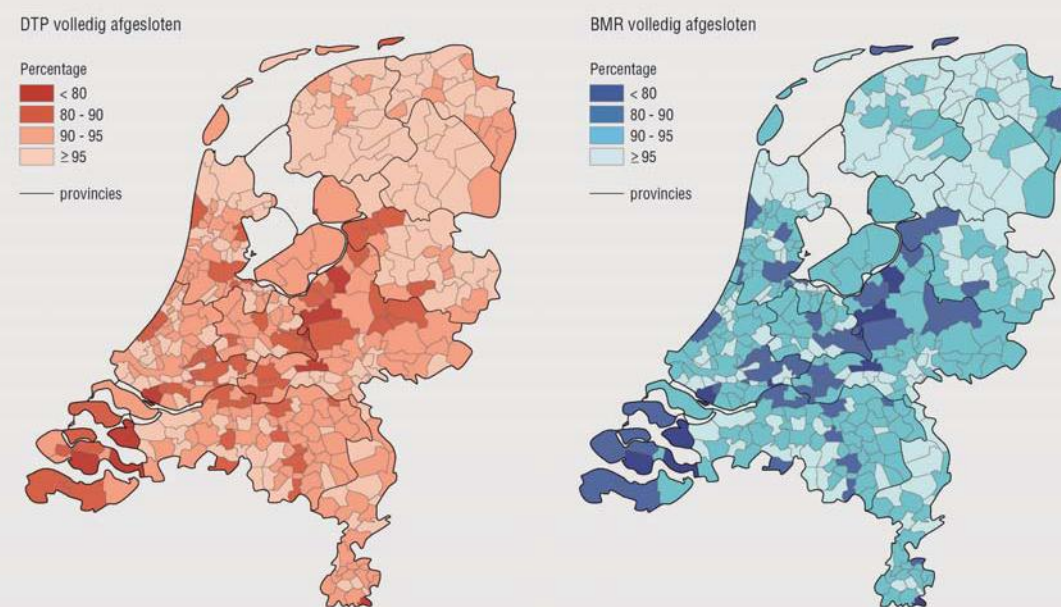 DTP volledig afgesloten
Percentage
< 80
80 - 90
90 - 95
≥ 95
provincies
BMR volledig afgesloten
Percentage
< 80
80 - 90
90 - 95
≥ 95
provincies